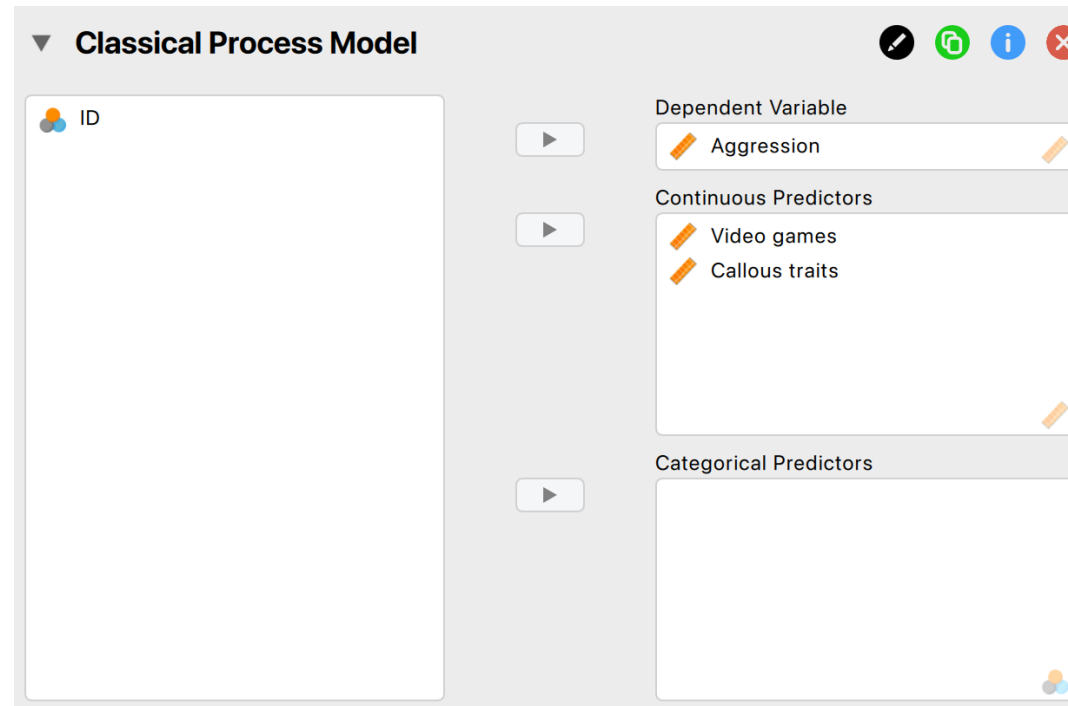 Classical Process Model
ID
Dependent Variable
Aggression
Continuous Predictors
Video games
Callous traits
Categorical Predictors